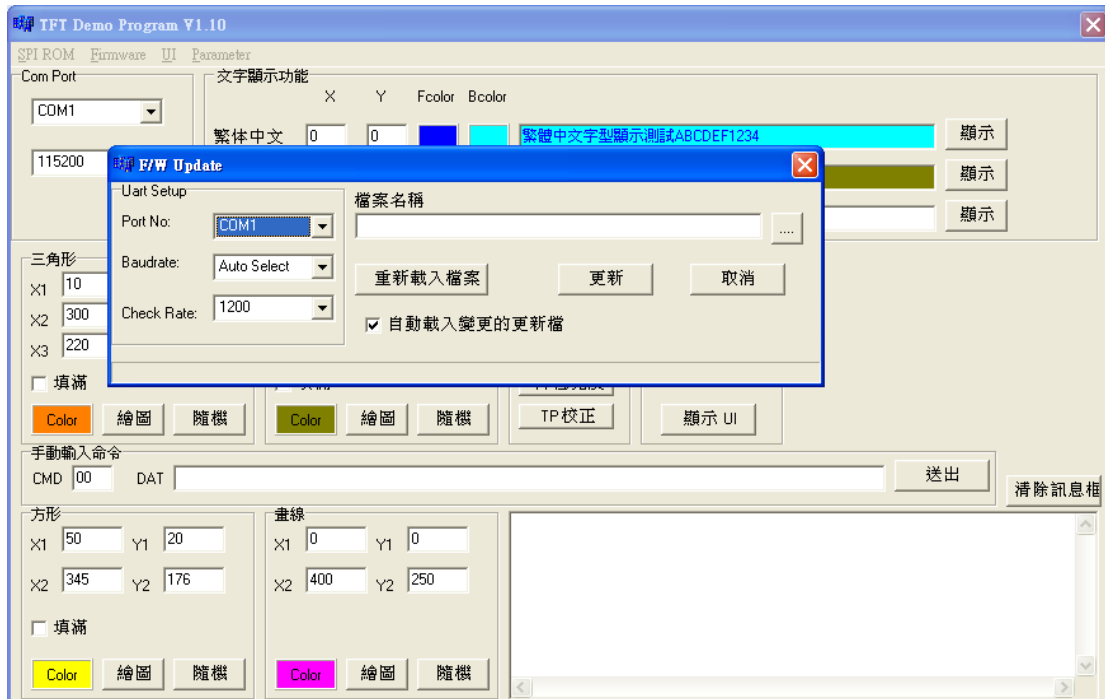 TFT Demo Program V1.10
SPI ROM Firmware UI Parameter
Com Port
COM1
115200
文字顯示功能
X Y Fcolor Bcolor
繁体中文 0 0 繁體中文字型顯示測試ABCDEF1234 顯示
顯示
顯示
F/W Update
Uart Setup
Port No: COM1
Baudrate: Auto Select
Check Rate: 1200
檔案名稱
....
重新載入檔案 更新 取消
自動載入變更的更新檔
三角形
X1 10
X2 300
X3 220
填滿
Color 繪圖 隨機
Color 繪圖 隨機
TP校正
顯示 UI
手動輸入命令
CMD 00 DAT 送出
清除訊息框
方形
X1 50 Y1 20
X2 345 Y2 176
填滿
Color 繪圖 隨機
畫線
X1 0 Y1 0
X2 400 Y2 250
Color 繪圖 隨機